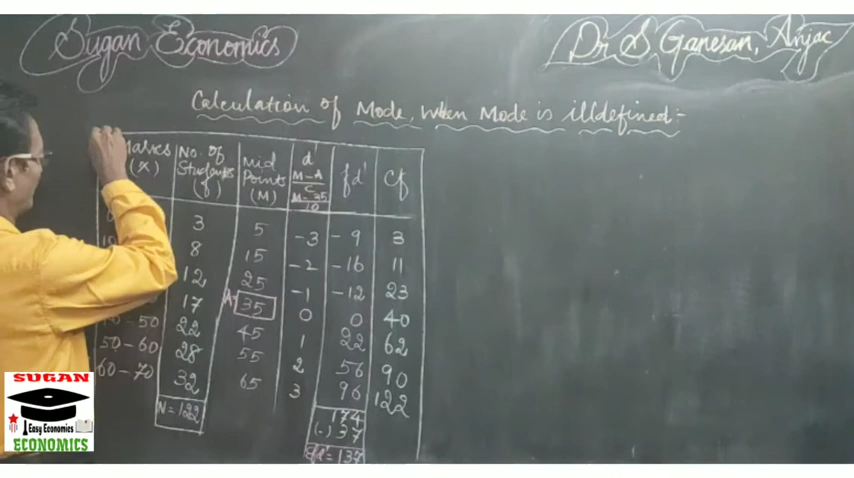 Sugan Economics
Dr S Ganesan, Anjac
Calculation of Mode, when Mode is illdefined:-
No. of Students (f) Mid Points (M) d' M-A/C M-35/10 fd' Cf
(X)
3 5 -3 -9 3
8 15 -2 -16 11
12 25 -1 -12 23
17 A 35 0 0 40
-50 22 45 1 22 62
50-60 28 55 2 56 90
60-70 32 65 3 96 122
N=122 174
(-) 37
= 137
SUGAN
Easy Economics
ECONOMICS